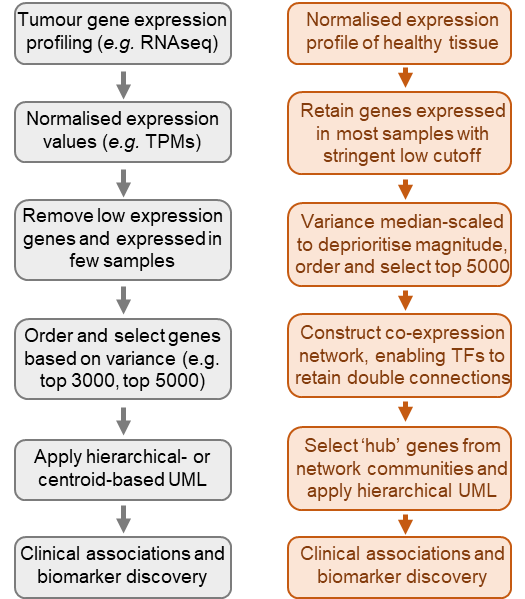 Tumour gene expression
profiling (e.g. RNAseq)
Normalised expression
values (e.g. TPMs)
Remove low expression
genes and expressed in
few samples
Order and select genes
based on variance (e.g.
top 3000, top 5000)
Apply hierarchical- or
centroid-based UML
Clinical associations and
biomarker discovery
Normalised expression
profile of healthy tissue
Retain genes expressed
in most samples with
stringent low cutoff
Variance median-scaled
to deprioritise magnitude,
order and select top 5000
Construct co-expression
network, enabling TFs to
retain double connections
Select ‘hub’ genes from
network communities and
apply hierarchical UML
Clinical associations and
biomarker discovery